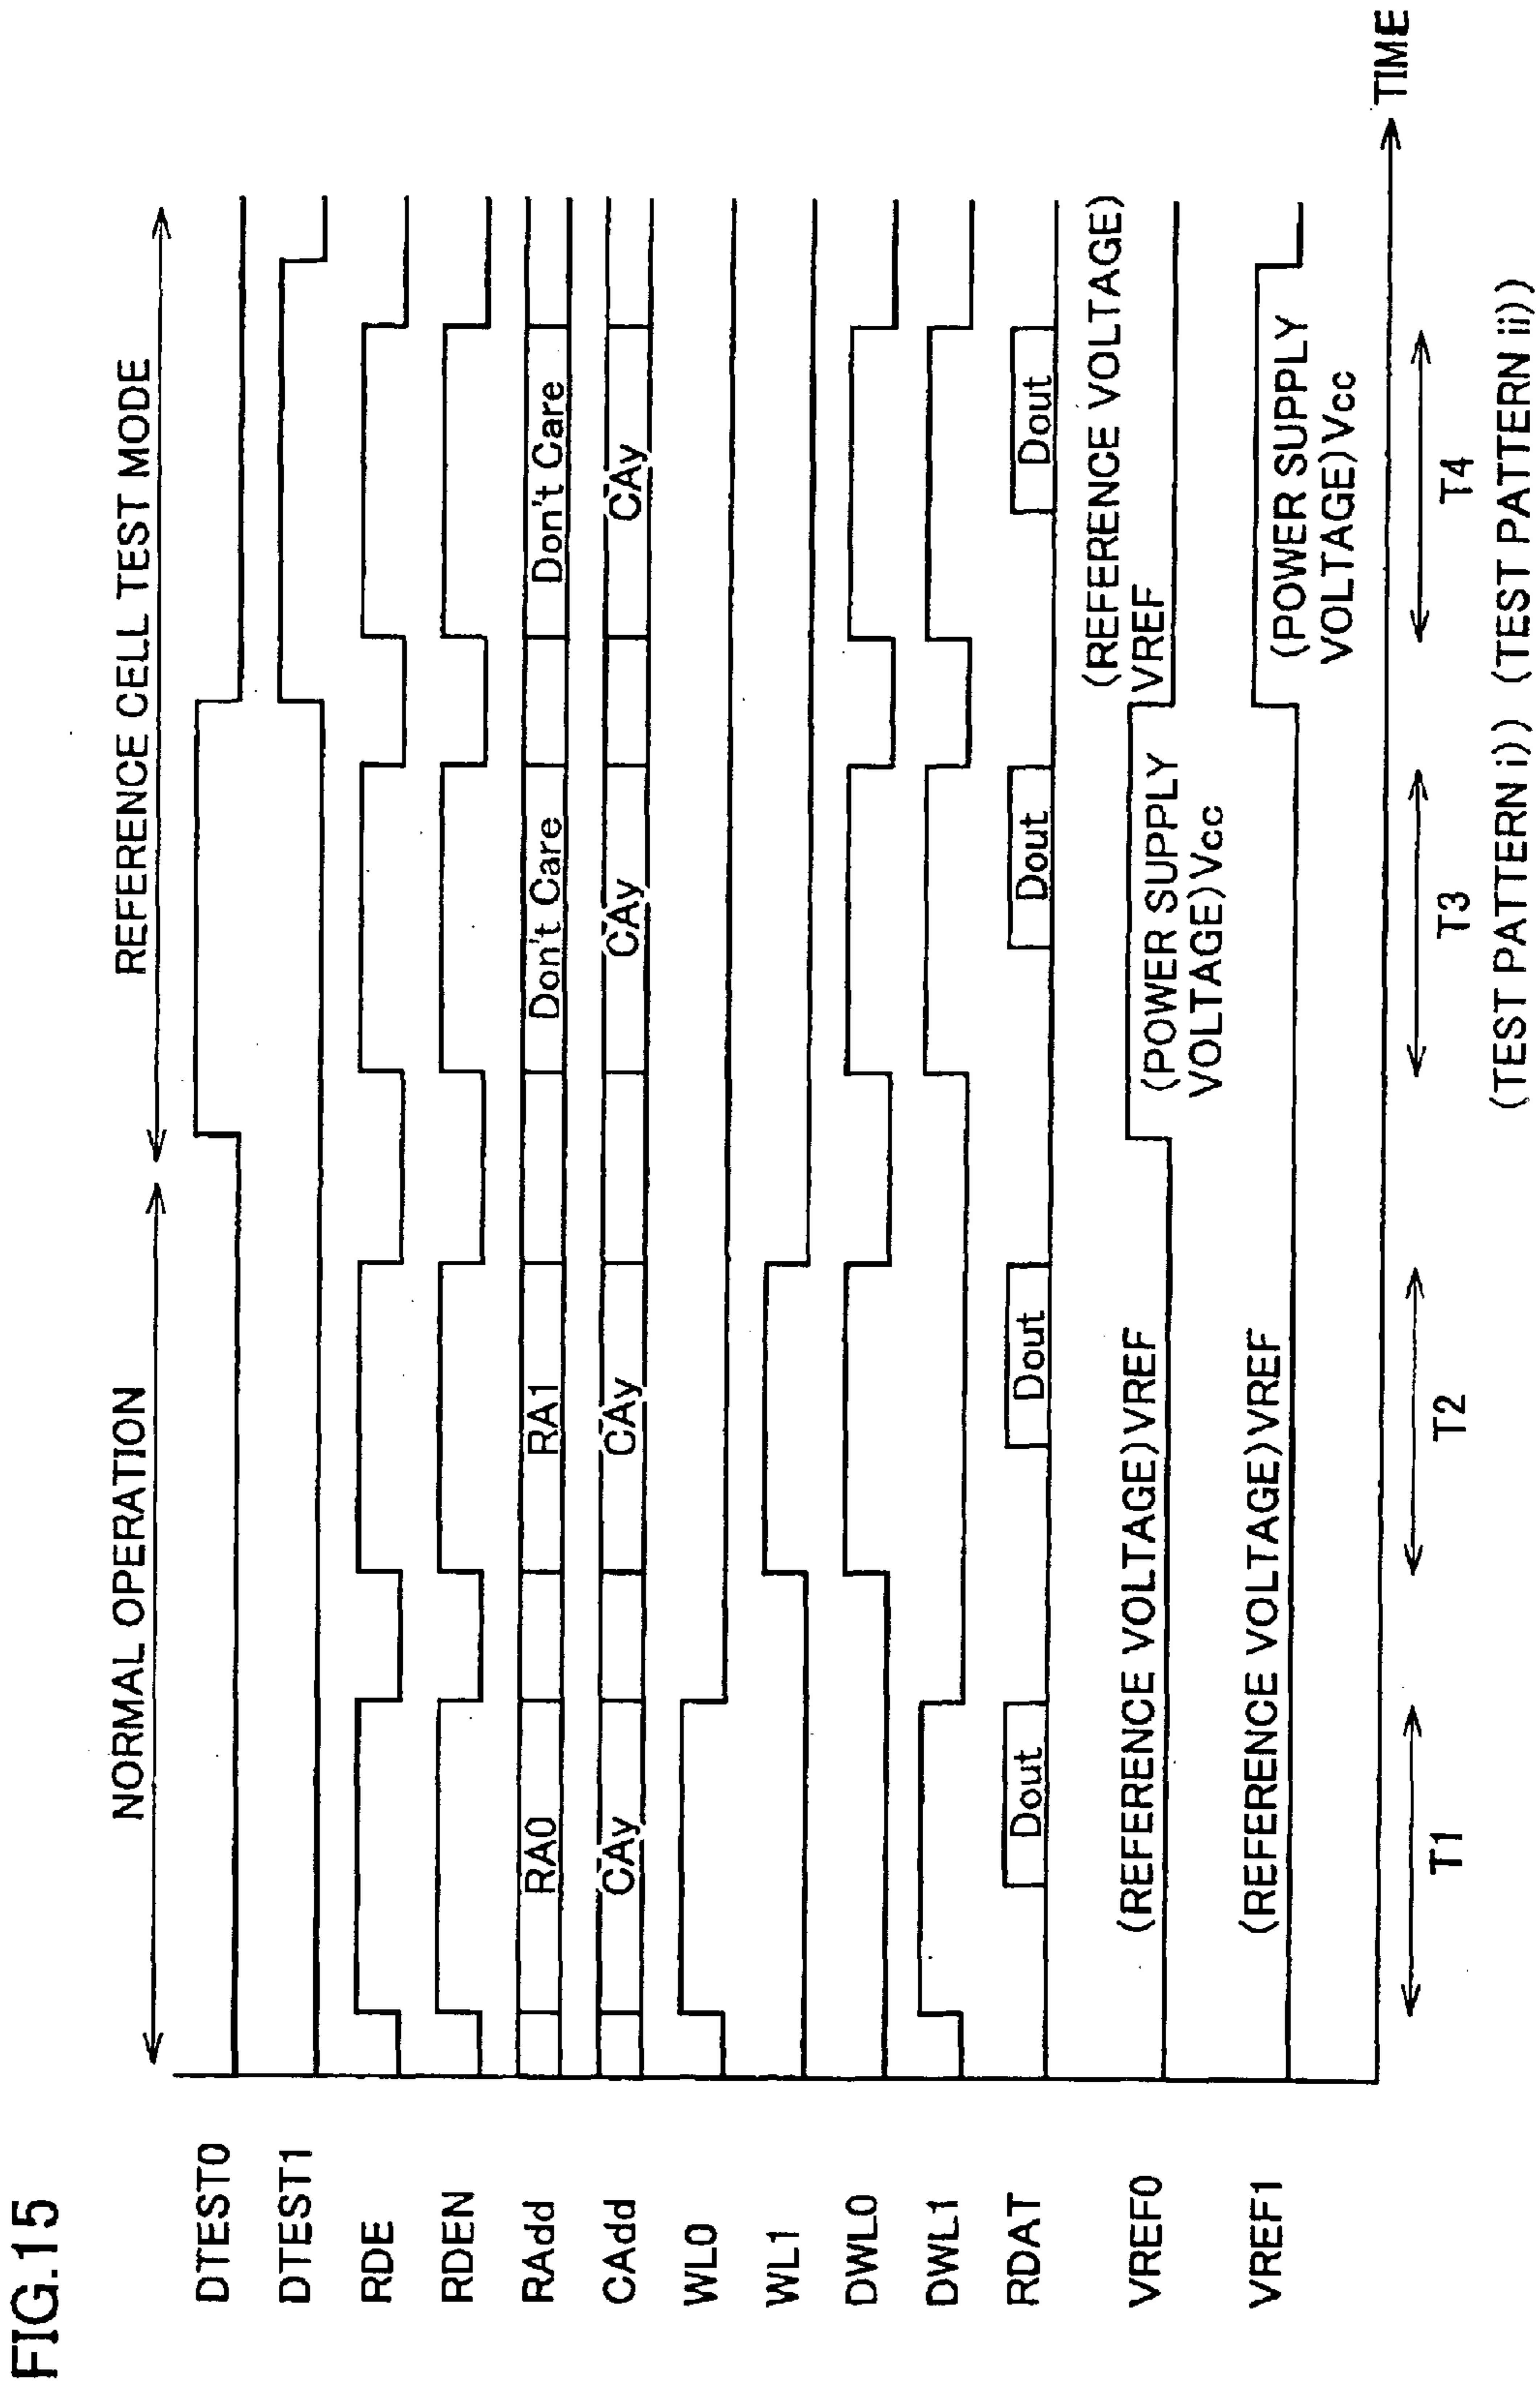 FIG.15
NORMAL OPERATION
REFERENCE CELL TEST MODE
DTEST0
DTEST1
RDE
RDEN
RAdd
RA0
RA1
Don't Care
Don't Care
CAdd
CAy
CAy
CAy
CAy
WL0
WL1
DWL0
DWL1
RDAT
Dout
Dout
Dout
Dout
VREF0
(REFERENCE VOLTAGE)VREF
(POWER SUPPLY
VOLTAGE)Vcc
(REFERENCE VOLTAGE)
VREF
VREF1
(REFERENCE VOLTAGE)VREF
(POWER SUPPLY
VOLTAGE)Vcc
TIME
T1
T2
T3
T4
(TEST PATTERN i))
(TEST PATTERN ii))